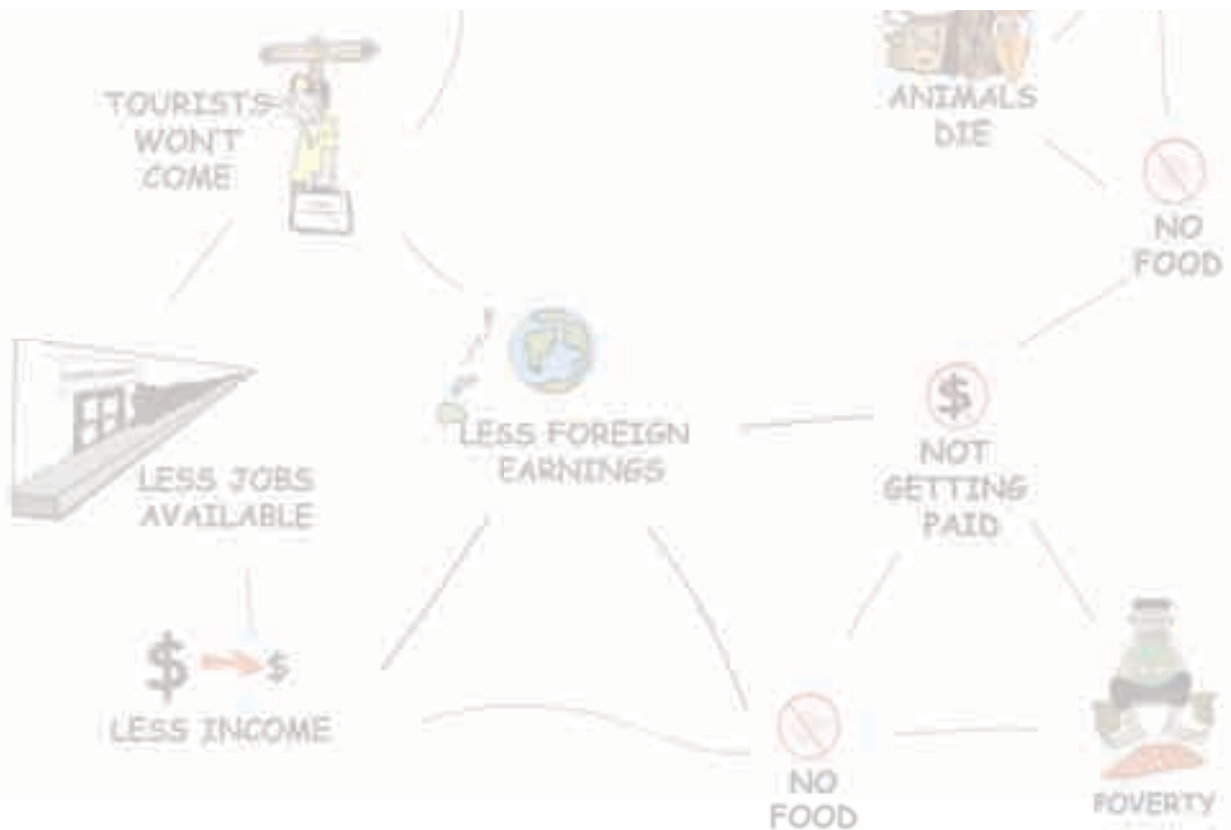 TOURISTS
WON'T
COME
ANIMALS
DIE
NO
FOOD
LESS FOREIGN
EARNINGS
$
NOT
GETTING
PAID
LESS JOBS
AVAILABLE
$ $
LESS INCOME
NO
FOOD
POVERTY